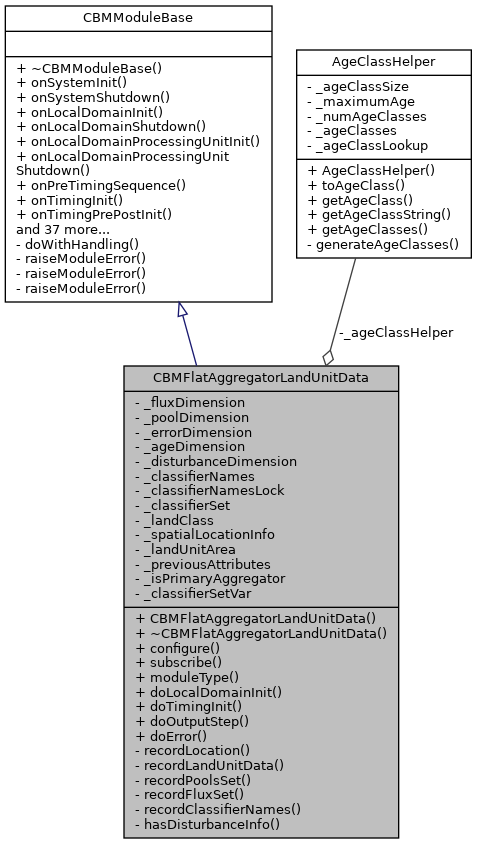 CBMModuleBase
+ ~CBMModuleBase()
+ onSystemInit()
+ onSystemShutdown()
+ onLocalDomainInit()
+ onLocalDomainShutdown()
+ onLocalDomainProcessingUnitInit()
+ onLocalDomainProcessingUnit
Shutdown()
+ onPreTimingSequence()
+ onTimingInit()
+ onTimingPrePostInit()
and 37 more...
- doWithHandling()
- raiseModuleError()
- raiseModuleError()
- raiseModuleError()
AgeClassHelper
- _ageClassSize
- _maximumAge
- _numAgeClasses
- _ageClasses
- _ageClassLookup
+ AgeClassHelper()
+ toAgeClass()
+ getAgeClass()
+ getAgeClassString()
+ getAgeClasses()
- generateAgeClasses()
-_ageClassHelper
CBMFlatAggregatorLandUnitData
- _fluxDimension
- _poolDimension
- _errorDimension
- _ageDimension
- _disturbanceDimension
- _classifierNames
- _classifierNamesLock
- _classifierSet
- _landClass
- _spatialLocationInfo
- _landUnitArea
- _previousAttributes
- _isPrimaryAggregator
- _classifierSetVar
+ CBMFlatAggregatorLandUnitData()
+ ~CBMFlatAggregatorLandUnitData()
+ configure()
+ subscribe()
+ moduleType()
+ doLocalDomainInit()
+ doTimingInit()
+ doOutputStep()
+ doError()
- recordLocation()
- recordLandUnitData()
- recordPoolsSet()
- recordFluxSet()
- recordClassifierNames()
- hasDisturbanceInfo()